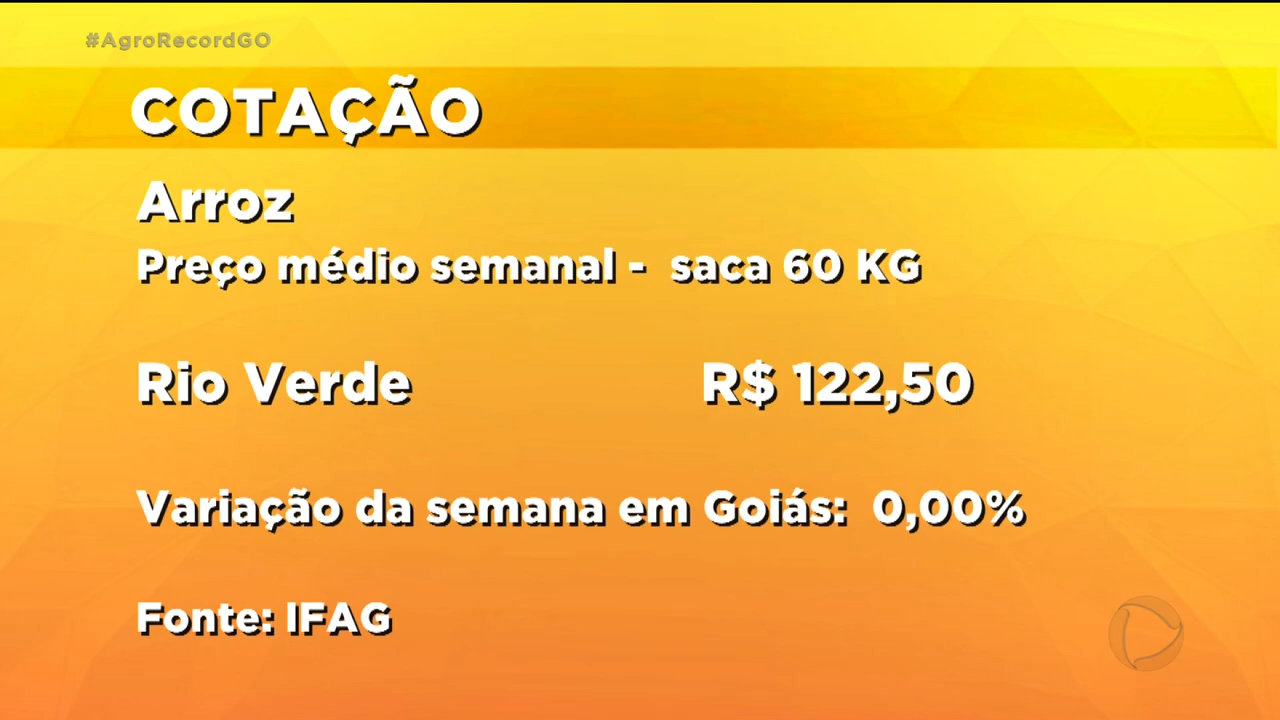 #AgroRecordGO
COTAÇÃO
Arroz
Preço médio semanal - saca 60 KG
Rio Verde R$ 122,50
Variação da semana em Goiás: 0,00%
Fonte: IFAG